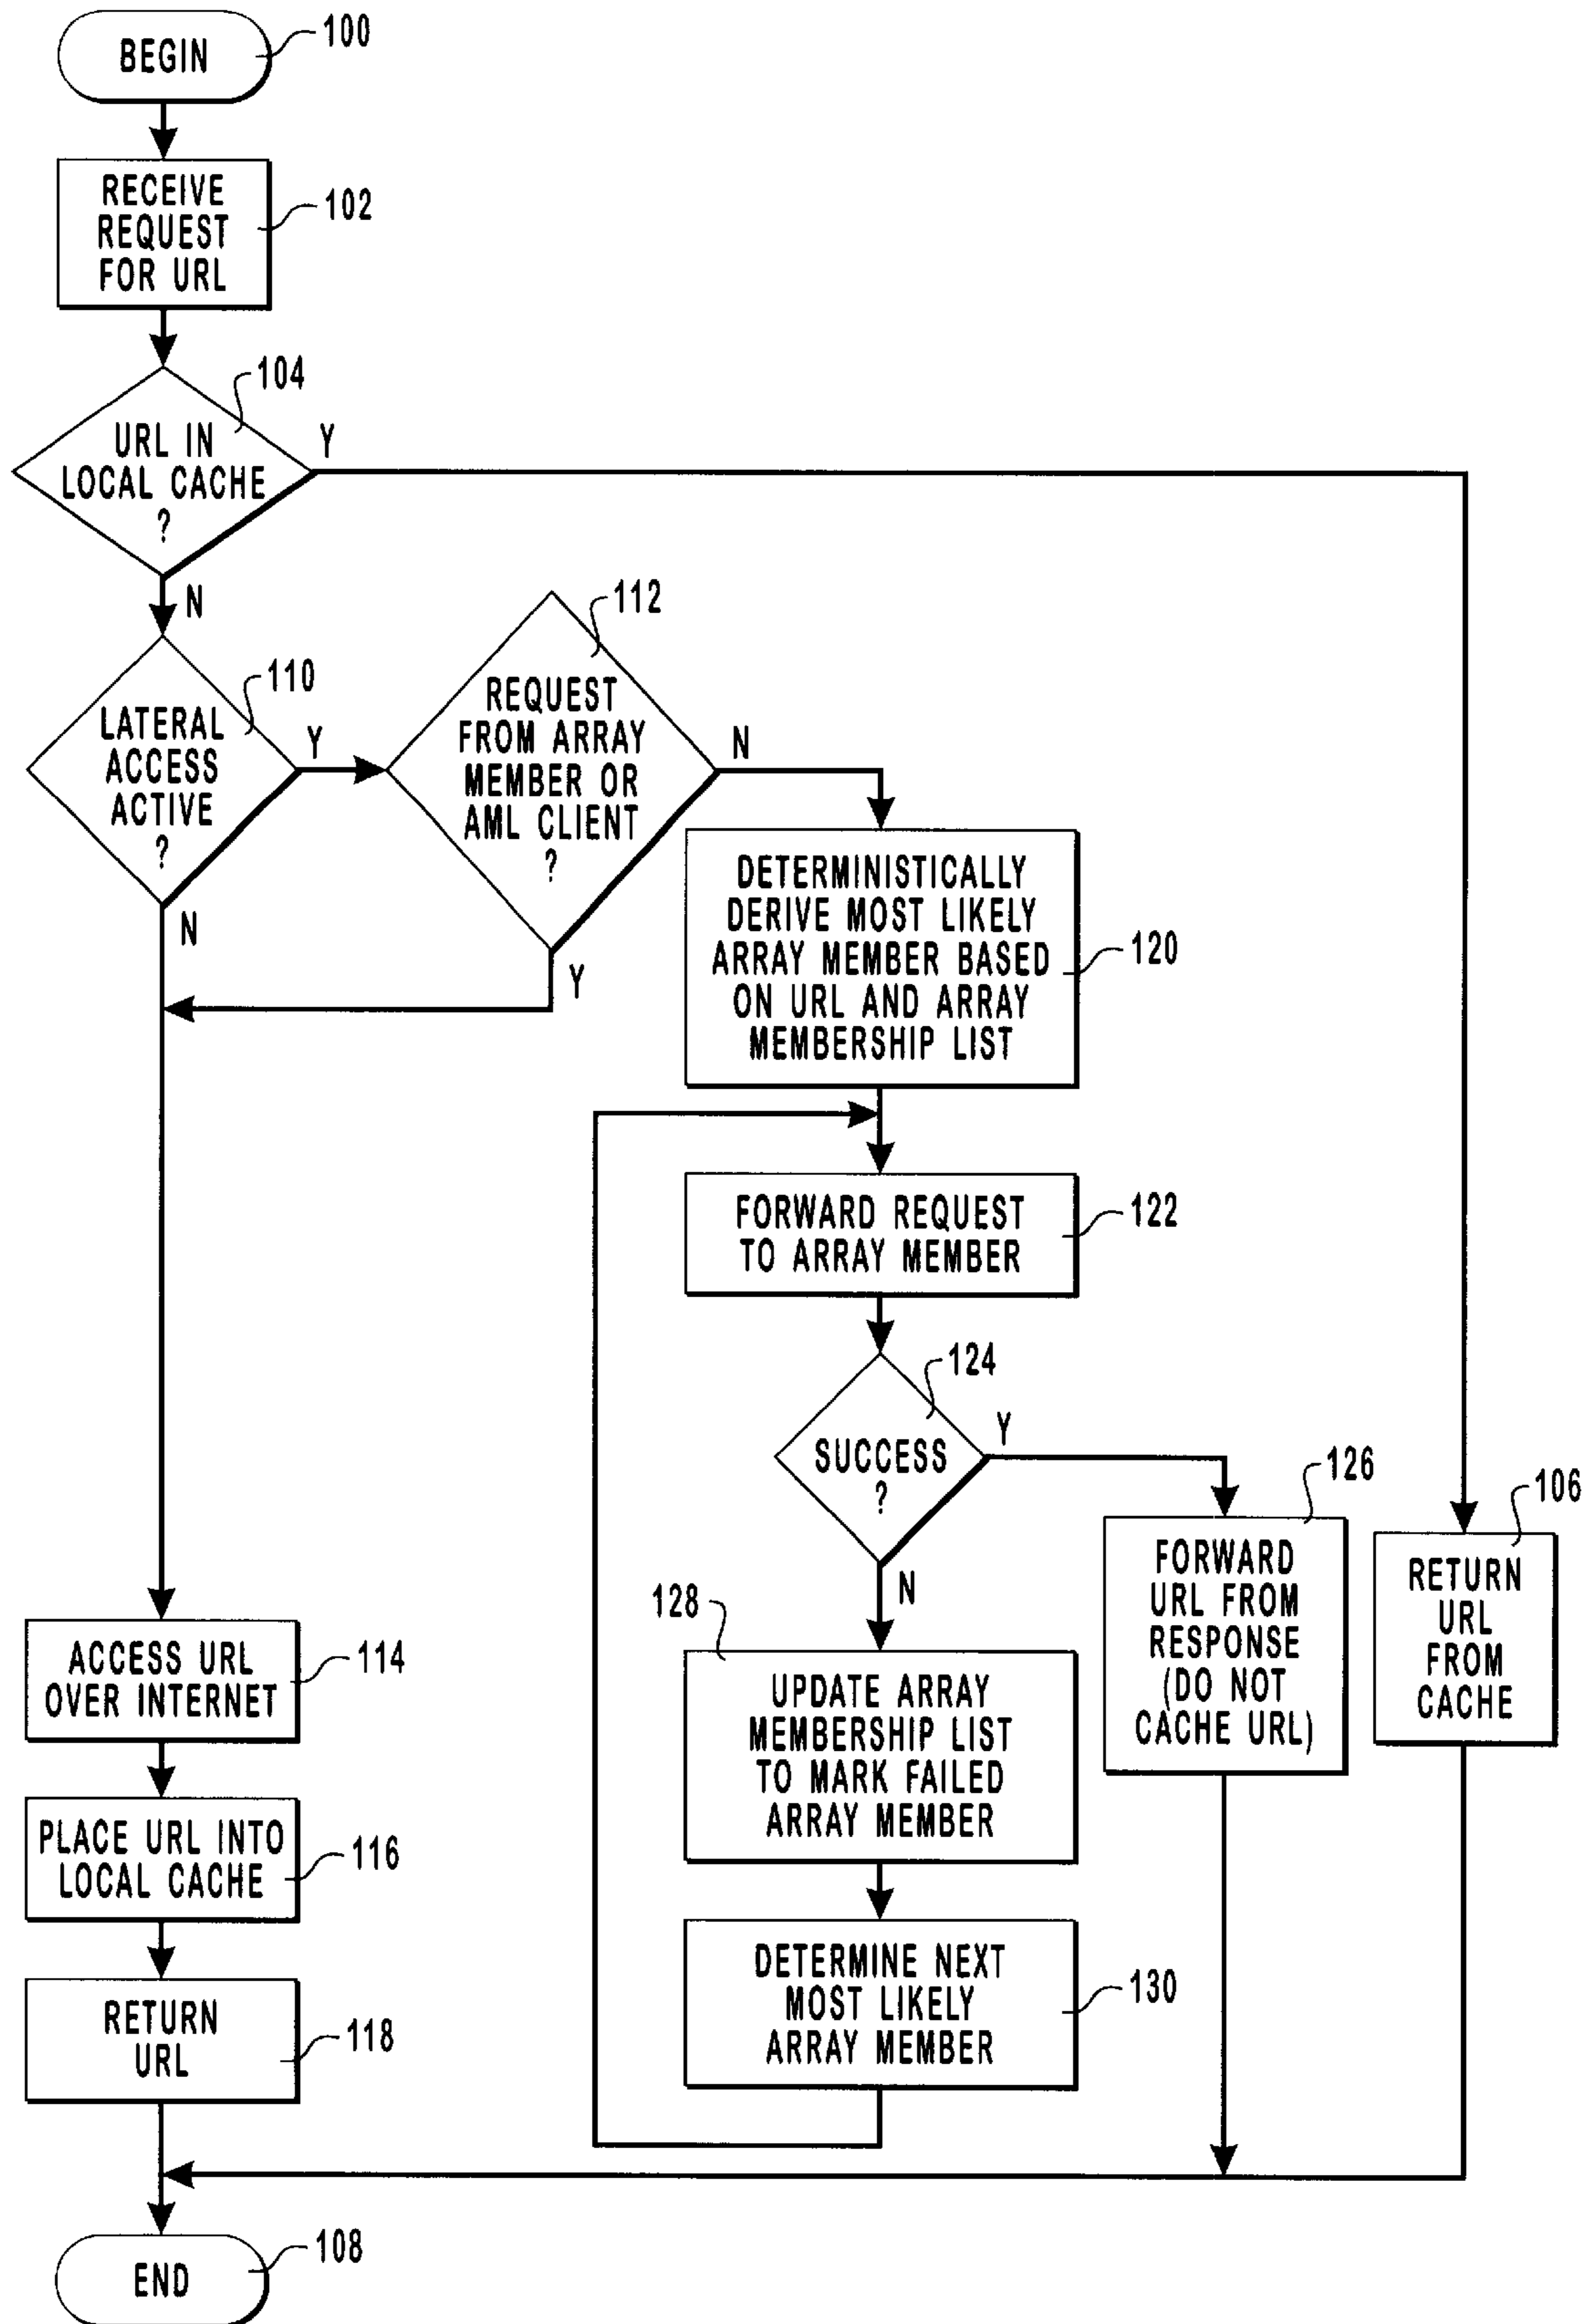 BEGIN
100
RECEIVE
REQUEST
FOR URL
102
104
URL IN
LOCAL CACHE
?
Y
N
110
LATERAL
ACCESS
ACTIVE
?
Y
N
112
REQUEST
FROM ARRAY
MEMBER OR
AML CLIENT
?
N
Y
DETERMINISTICALLY
DERIVE MOST LIKELY
ARRAY MEMBER BASED
ON URL AND ARRAY
MEMBERSHIP LIST
120
FORWARD REQUEST
TO ARRAY MEMBER
122
124
SUCCESS
?
Y
N
126
FORWARD
URL FROM
RESPONSE
(DO NOT
CACHE URL)
106
RETURN
URL
FROM
CACHE
128
UPDATE ARRAY
MEMBERSHIP LIST
TO MARK FAILED
ARRAY MEMBER
DETERMINE NEXT
MOST LIKELY
ARRAY MEMBER
130
ACCESS URL
OVER INTERNET
114
PLACE URL INTO
LOCAL CACHE
116
RETURN
URL
118
END
108